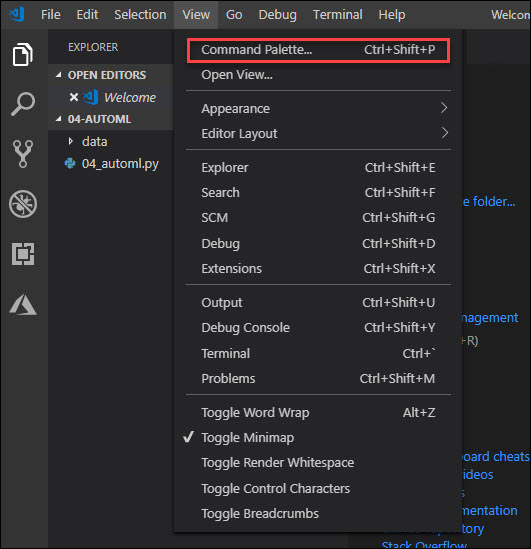 File Edit Selection View Go Debug Terminal Help Welcom
EXPLORER
OPEN EDITORS
Welcome
04-AUTOML
data
04_automl.py
Command Palette... Ctrl+Shift+P
Open View...
Appearance
Editor Layout
Explorer Ctrl+Shift+E
Search Ctrl+Shift+F
SCM Ctrl+Shift+G
Debug Ctrl+Shift+D
Extensions Ctrl+Shift+X
Output Ctrl+Shift+U
Debug Console Ctrl+Shift+Y
Terminal Ctrl+`
Problems Ctrl+Shift+M
Toggle Word Wrap Alt+Z
Toggle Minimap
Toggle Render Whitespace
Toggle Control Characters
Toggle Breadcrumbs
e folder...
nagement
+R)
oard cheats
videos
s
mentation
pository
Stack Overflow